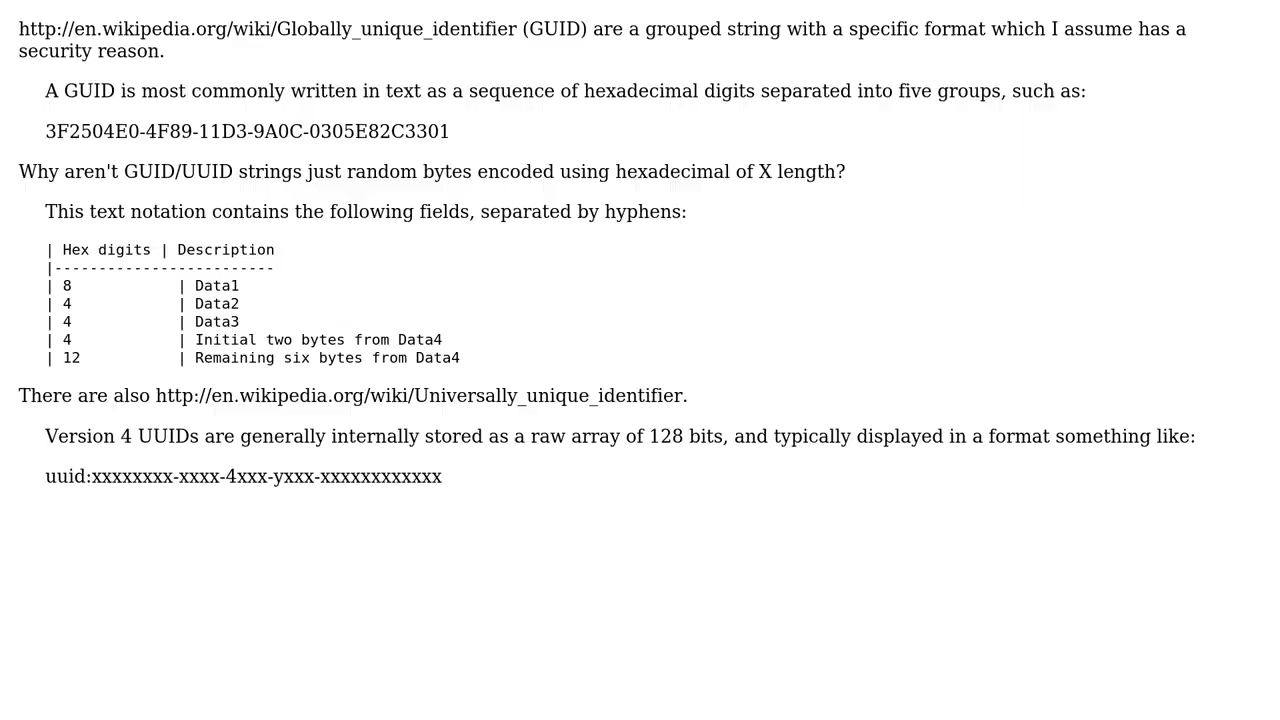 http://en.wikipedia.org/wiki/Globally_unique_identifier (GUID) are a grouped string with a specific format which I assume has a
security reason.
A GUID is most commonly written in text as a sequence of hexadecimal digits separated into five groups, such as:
3F2504E0-4F89-11D3-9A0C-0305E82C3301
Why aren't GUID/UUID strings just random bytes encoded using hexadecimal of X length?
This text notation contains the following fields, separated by hyphens:
| Hex digits | Description
|-------------------------
| 8            | Data1
| 4            | Data2
| 4            | Data3
| 4            | Initial two bytes from Data4
| 12           | Remaining six bytes from Data4
There are also http://en.wikipedia.org/wiki/Universally_unique_identifier.
Version 4 UUIDs are generally internally stored as a raw array of 128 bits, and typically displayed in a format something like:
uuid:xxxxxxxx-xxxx-4xxx-yxxx-xxxxxxxxxxxx